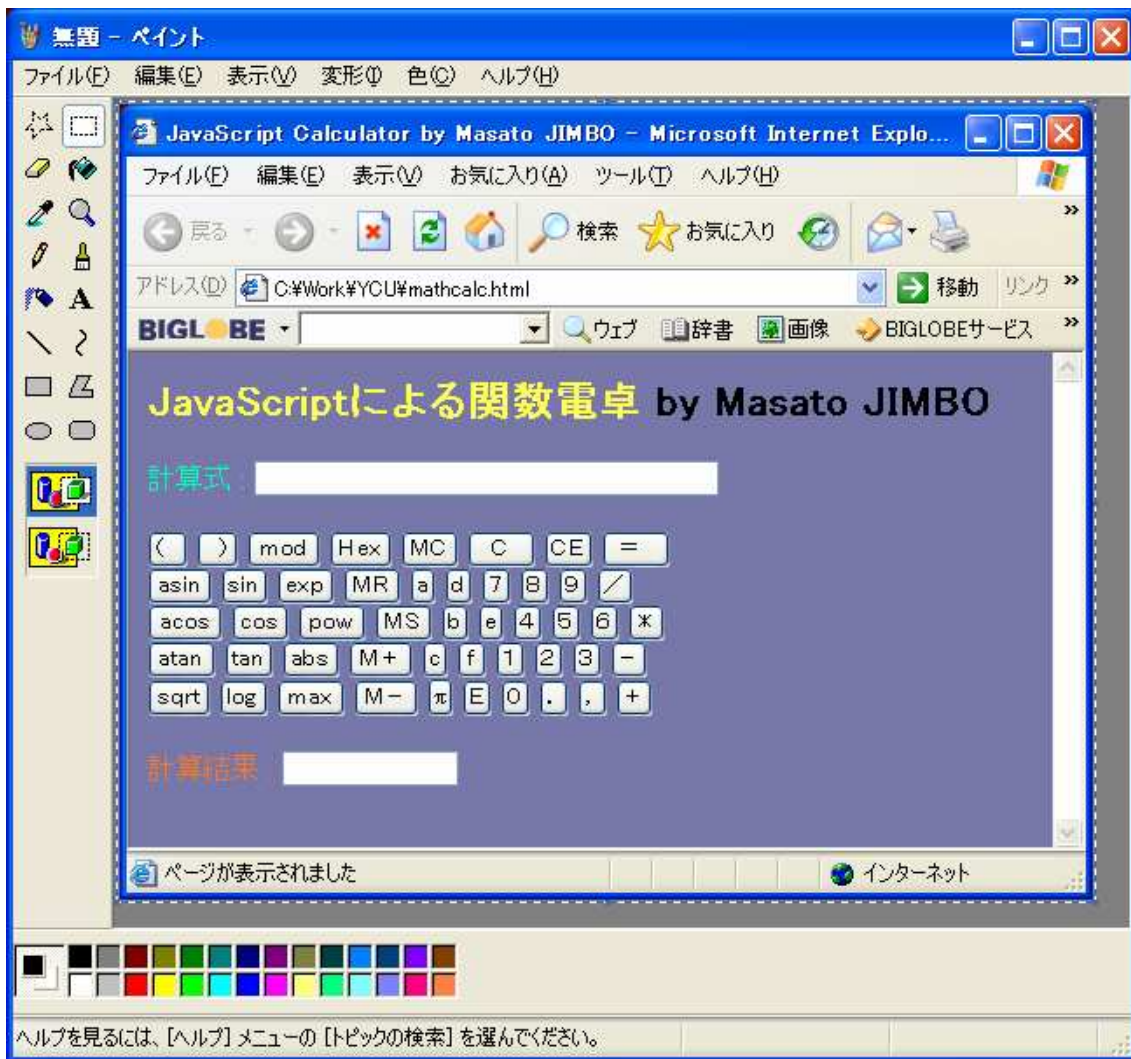 無題 - ペイント
ファイル(F) 編集(E) 表示(V) 変形(I) 色(C) ヘルプ(H)
JavaScript Calculator by Masato JIMBO - Microsoft Internet Explo...
ファイル(F) 編集(E) 表示(V) お気に入り(A) ツール(T) ヘルプ(H)
戻る 検索 お気に入り »
アドレス(D) C:¥Work¥YCU¥mathcalc.html 移動 リンク »
BIGLOBE ウェブ 辞書 画像 BIGLOBEサービス »
A
JavaScriptによる関数電卓 by Masato JIMBO
計算式 :
( ) mod Hex MC C CE =
asin sin exp MR a d 7 8 9 /
acos cos pow MS b e 4 5 6 *
atan tan abs M+ c f 1 2 3 -
sqrt log max M- π E 0 . , +
計算結果 :
ページが表示されました インターネット
ヘルプを見るには、[ヘルプ] メニューの [トピックの検索] を選んでください。